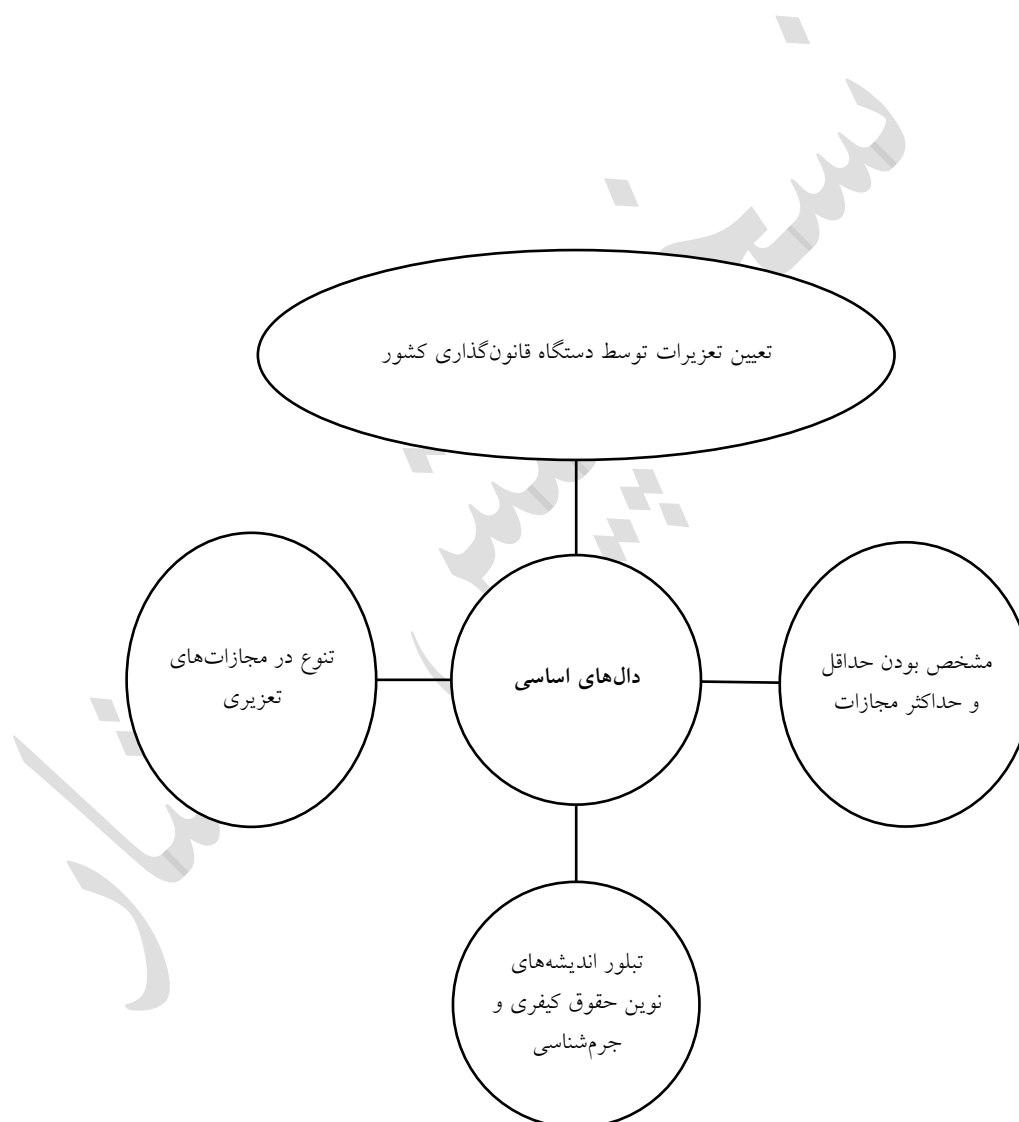 تعیین تعزیرات توسط دستگاه قانون‌گذاری کشور
مشخص بودن حداقل
و حداکثر مجازات
دال‌های اساسی
تنوع در مجازات‌های
تعزیری
تبلور اندیشه‌های
نوین حقوق کیفری و
جرم‌شناسی